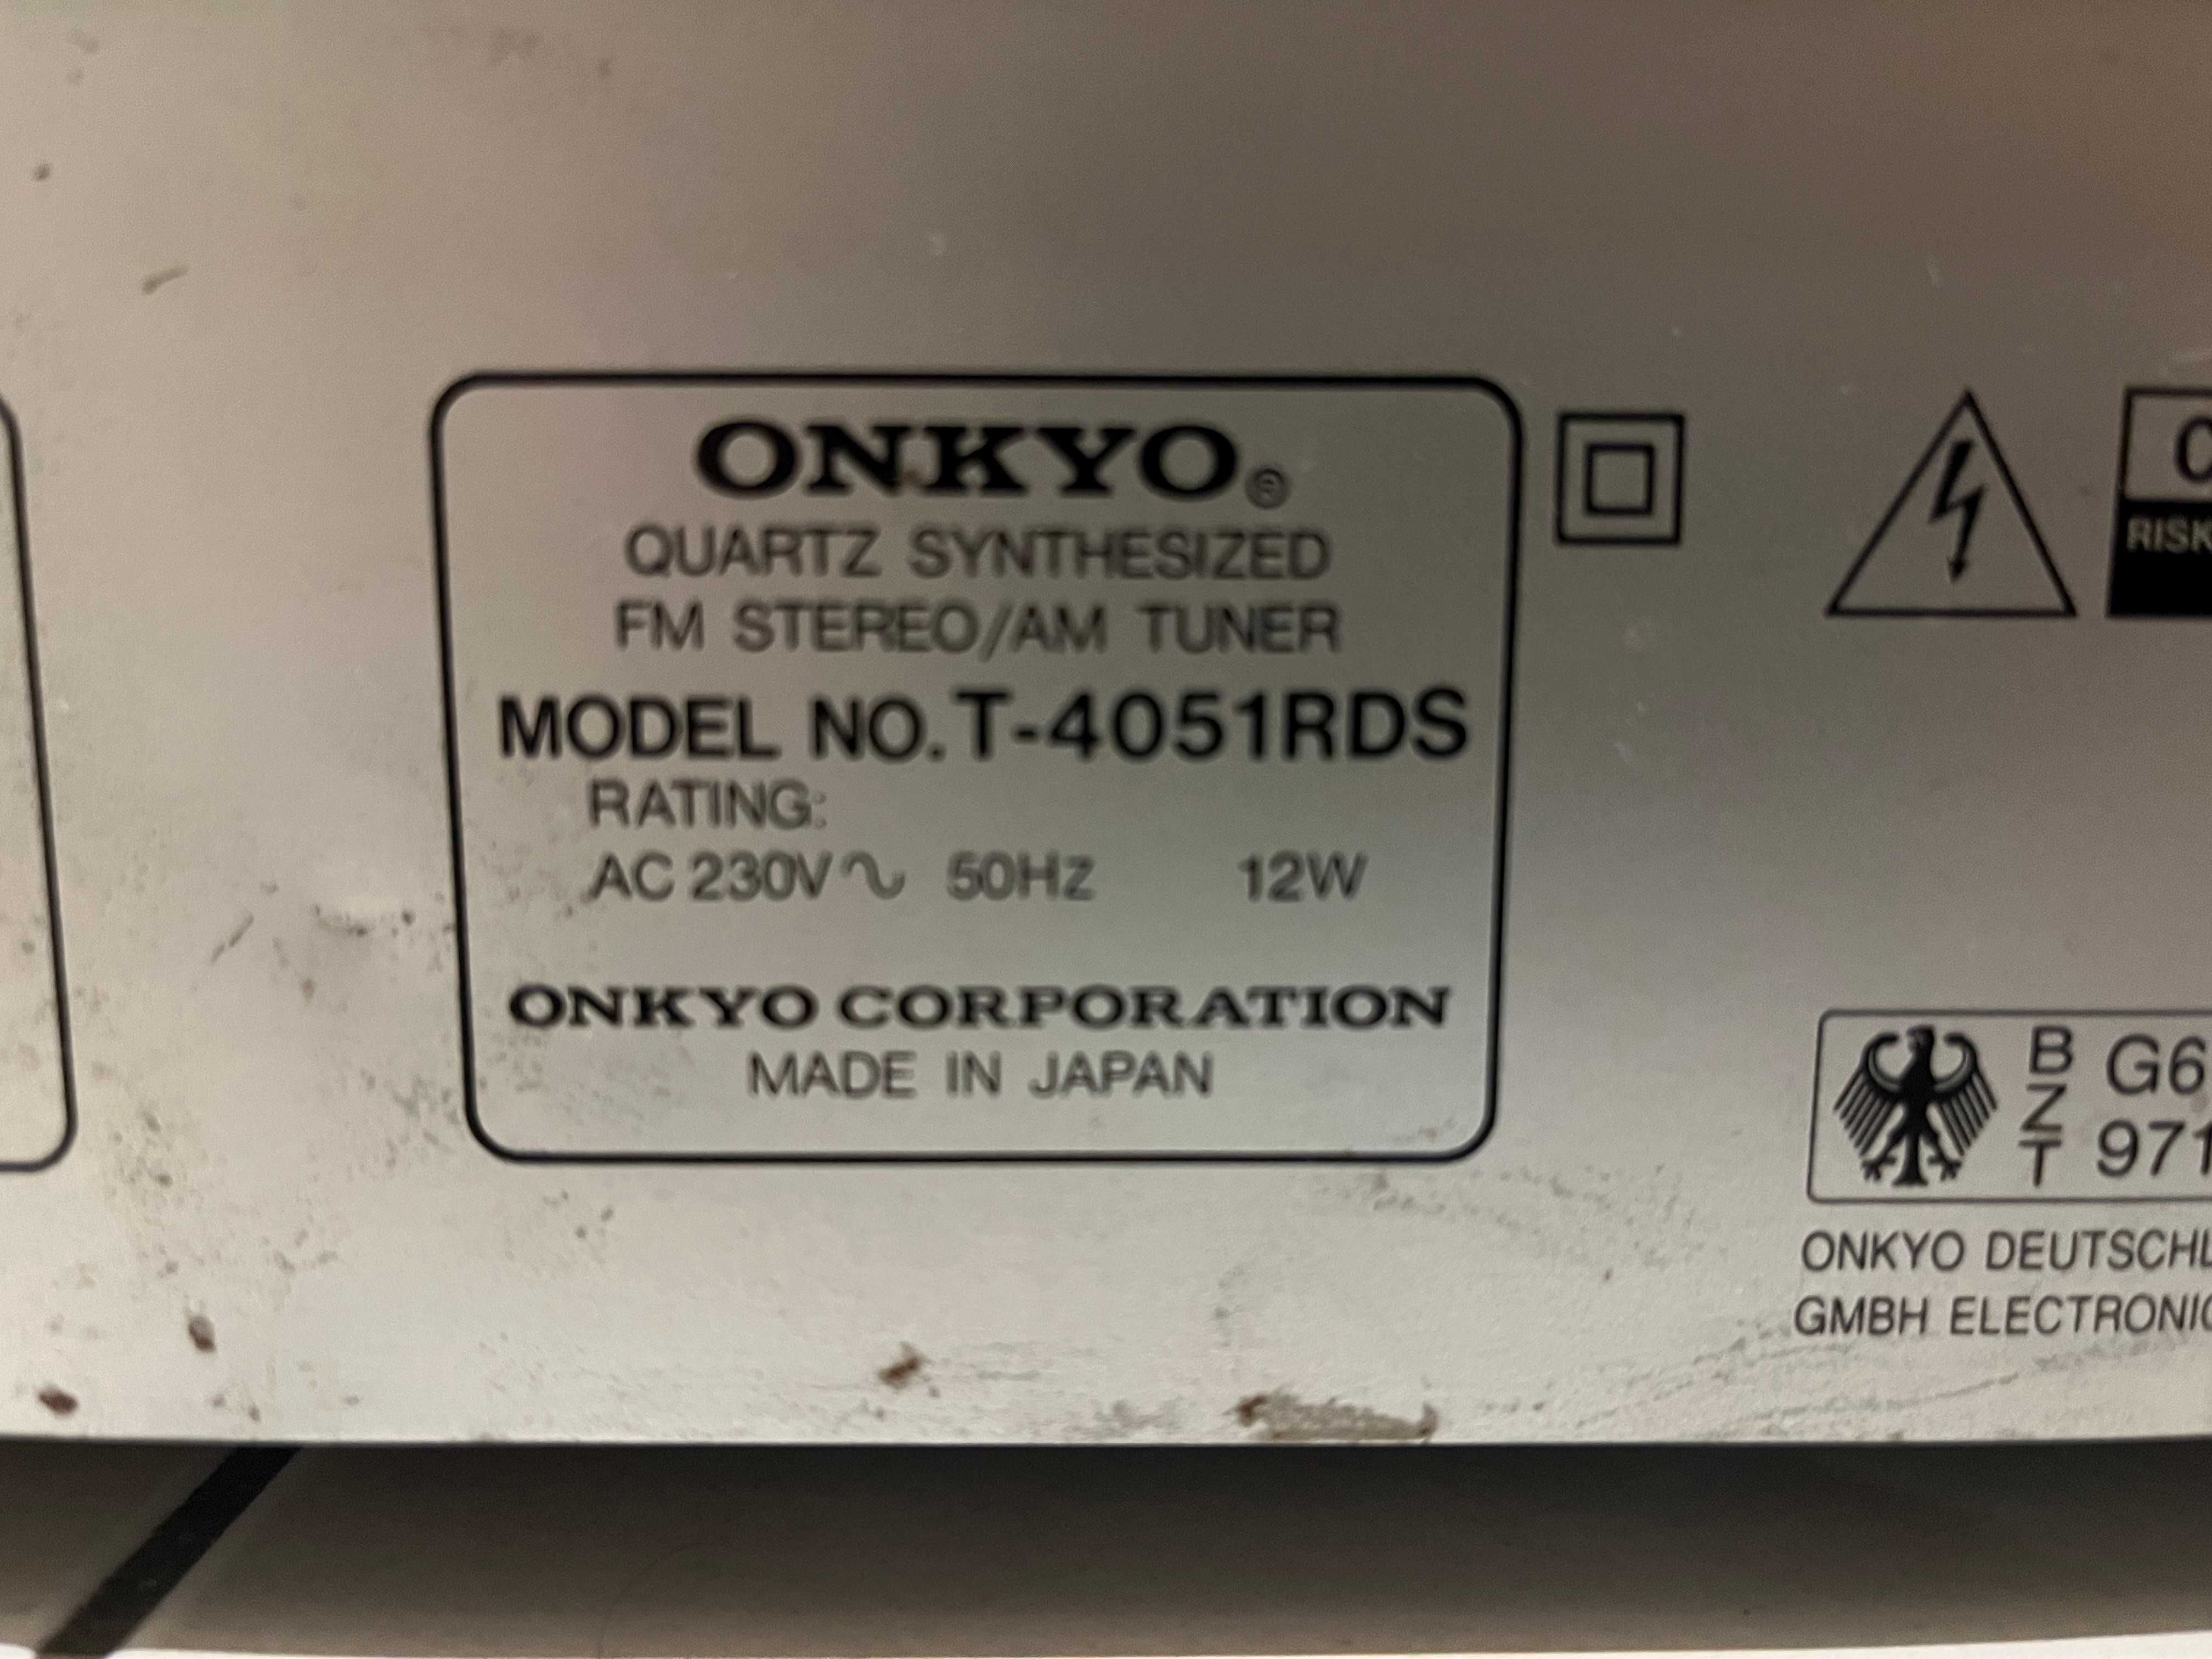 ONKYO®
QUARTZ SYNTHESIZED
FM STEREO/AM TUNER
MODEL NO. T-4051RDS
RATING:
AC 230V~ 50Hz 12W
ONKYO CORPORATION
MADE IN JAPAN
RISK
BZT
G6
971
ONKYO DEUTSCHL
GMBH ELECTRONIC